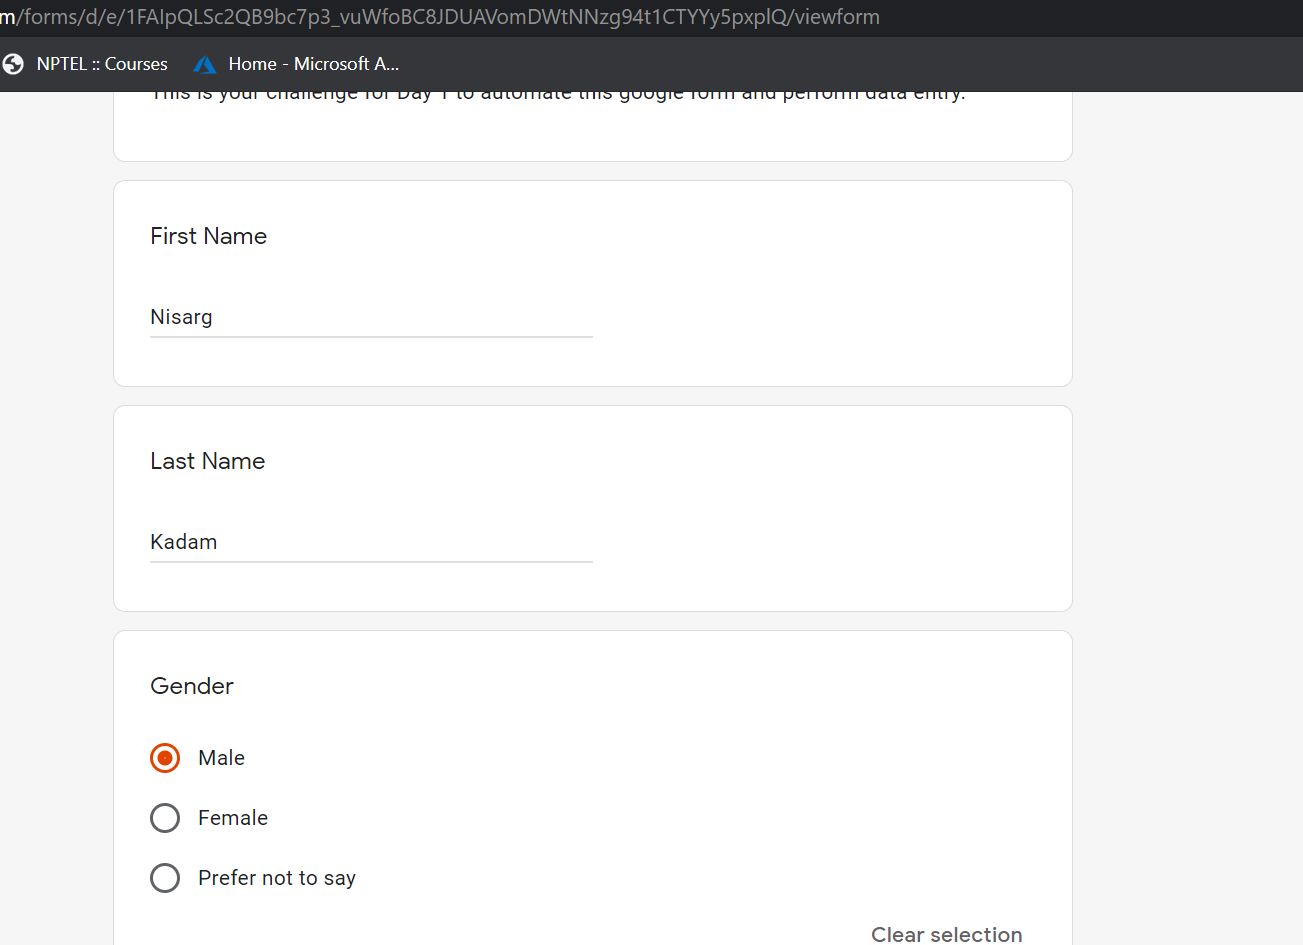 m/forms/d/e/1FAIpQLSc2QB9bc7p3_vuWfoBC8JDUAVomDWtNNzg94t1CTYYy5pxplQ/viewform
NPTEL :: Courses Home - Microsoft A...
This is your challenge for Day 1 to automate this google form and perform data entry.
First Name
Nisarg
Last Name
Kadam
Gender
Male
Female
Prefer not to say
Clear selection